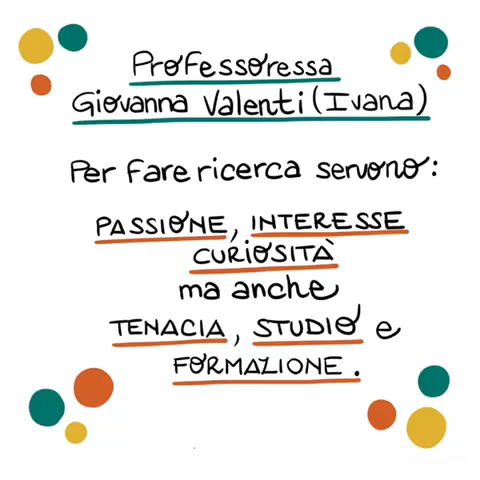 Professoressa
Giovanna Valenti (Ivana)
Per fare ricerca servono:
PASSIONE, INTERESSE
CURIOSITÀ
ma anche
TENACIA, STUDIO e
FORMAZIONE.